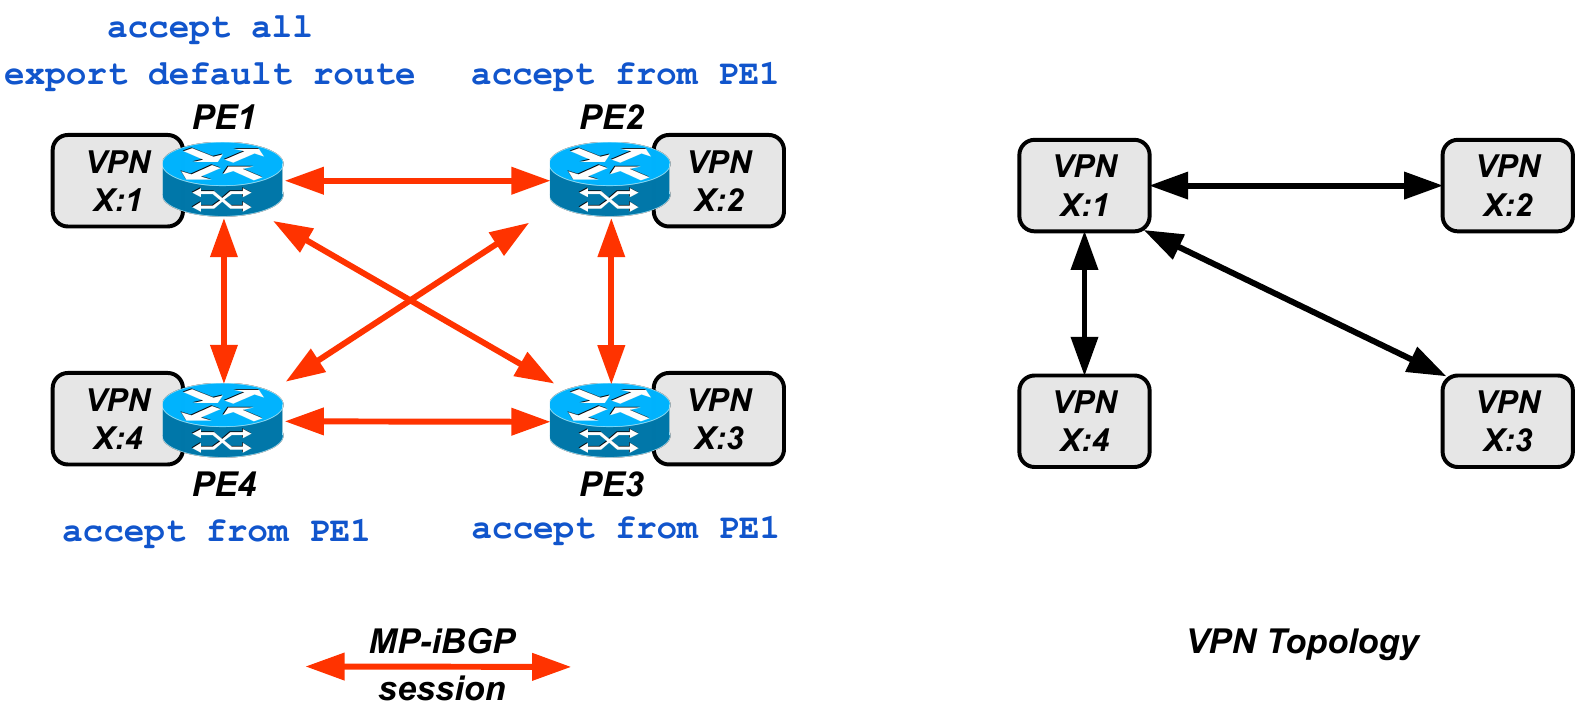 accept all
export default route
accept from PE1
PE1
PE2
VPN
X:1
VPN
X:2
VPN
X:1
VPN
X:2
VPN
X:4
VPN
X:3
VPN
X:4
VPN
X:3
PE4
PE3
accept from PE1
accept from PE1
MP-iBGP
session
VPN Topology